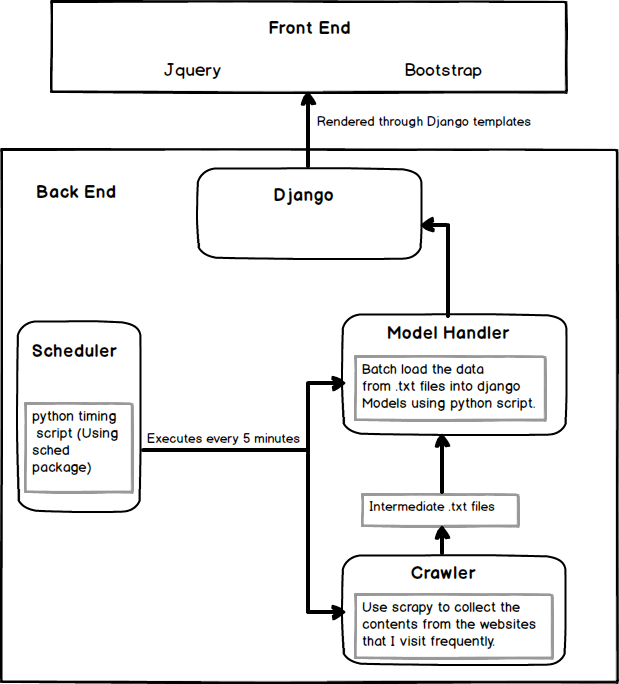 Front End
Jquery
Bootstrap
Rendered through Django templates
Back End
Django
Scheduler
python timing
script (Using
sched
package)
Executes every 5 minutes
Model Handler
Batch load the data
from .txt files into django
Models using python script.
Intermediate .txt files
Crawler
Use scrapy to collect the
contents from the websites
that I visit frequently.